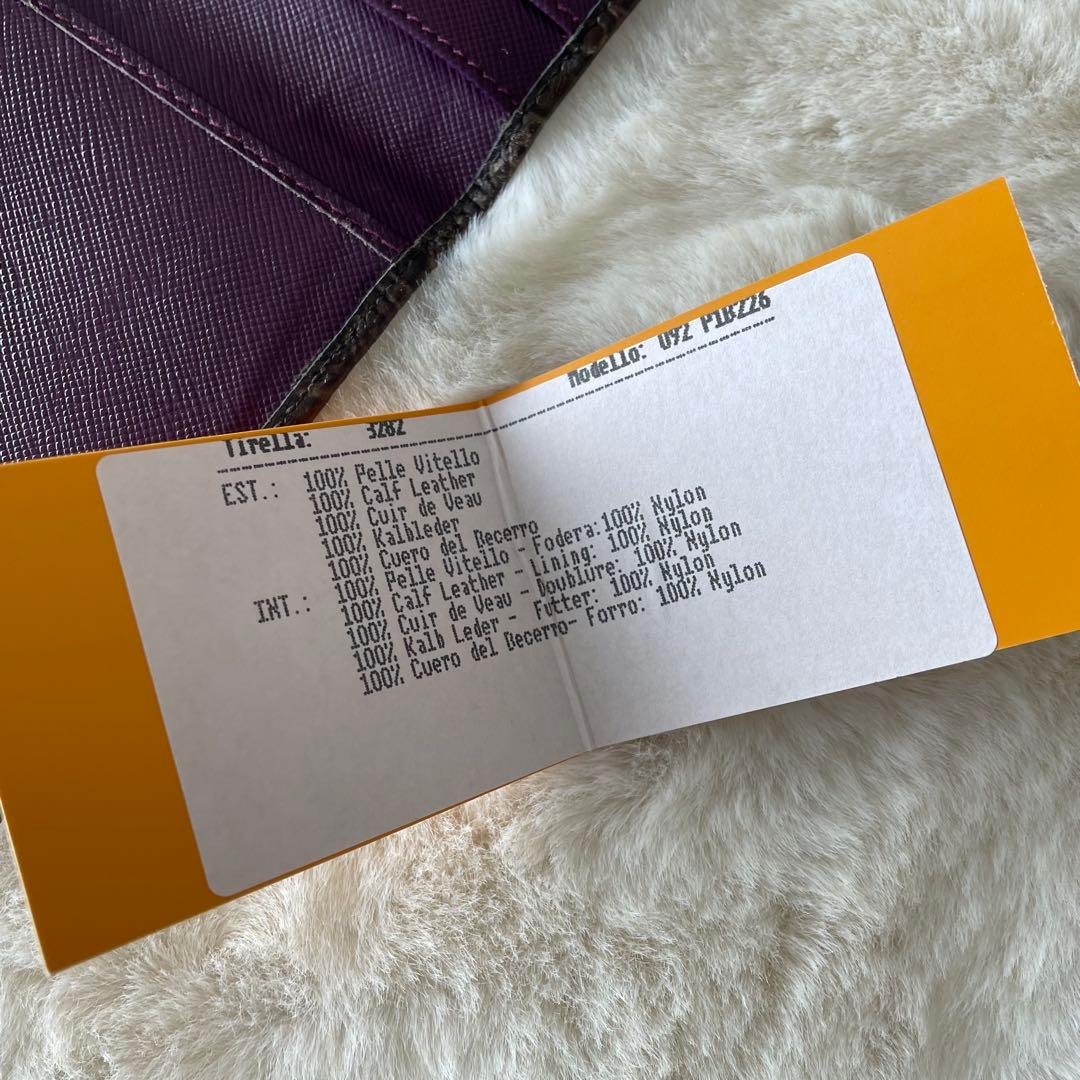 Tirella: 3282 Modello: 092 P1B226
EST.: 100% Pelle Vitello
100% Calf Leather
100% Cuir de Veau
100% Kalbleder
100% Cuero del Becerro
INT.: 100% Pelle Vitello - Fodera:100% Nylon
100% Calf Leather - Lining: 100% Nylon
100% Cuir de Veau - Doublure: 100% Nylon
100% Kalb Leder - Futter: 100% Nylon
100% Cuero del Becerro- Forro: 100% Nylon